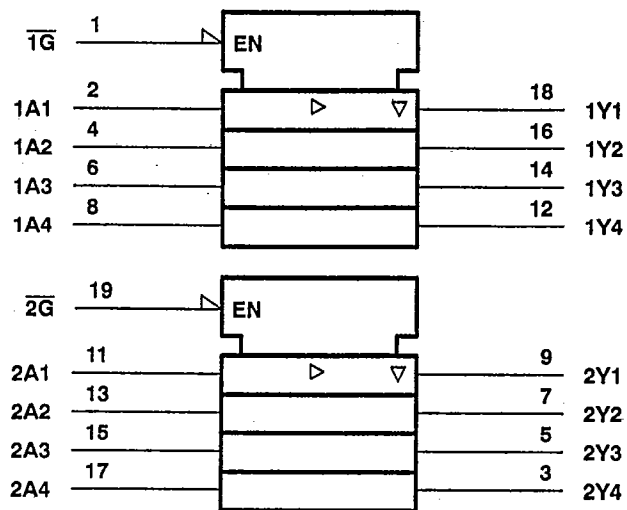 1G 1 EN
1A1 2 18 1Y1
1A2 4 16 1Y2
1A3 6 14 1Y3
1A4 8 12 1Y4
2G 19 EN
2A1 11 9 2Y1
2A2 13 7 2Y2
2A3 15 5 2Y3
2A4 17 3 2Y4